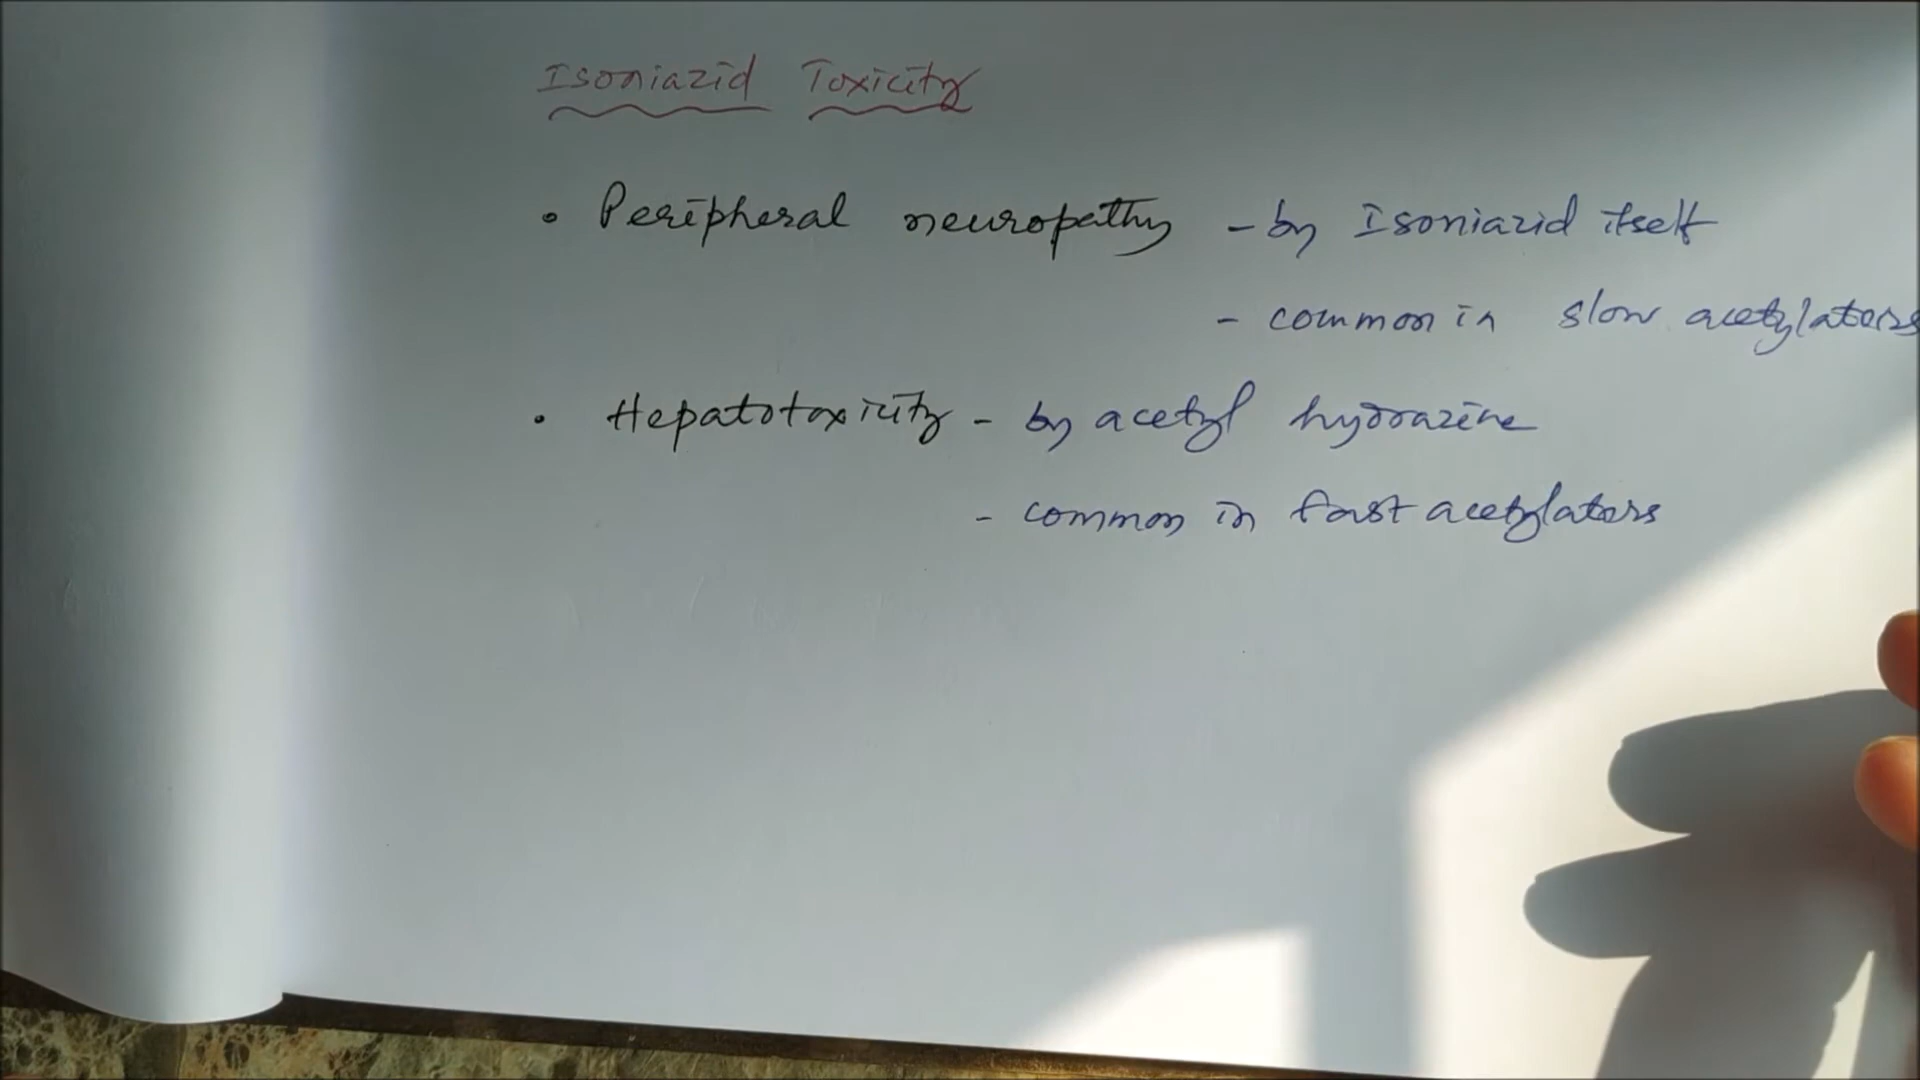 Isoniazid Toxicity
• Peripheral neuropathy - by Isoniazid itself
- common in slow acetylators
• Hepatotoxicity - by acetyl hydrazine
- common in fast acetylators